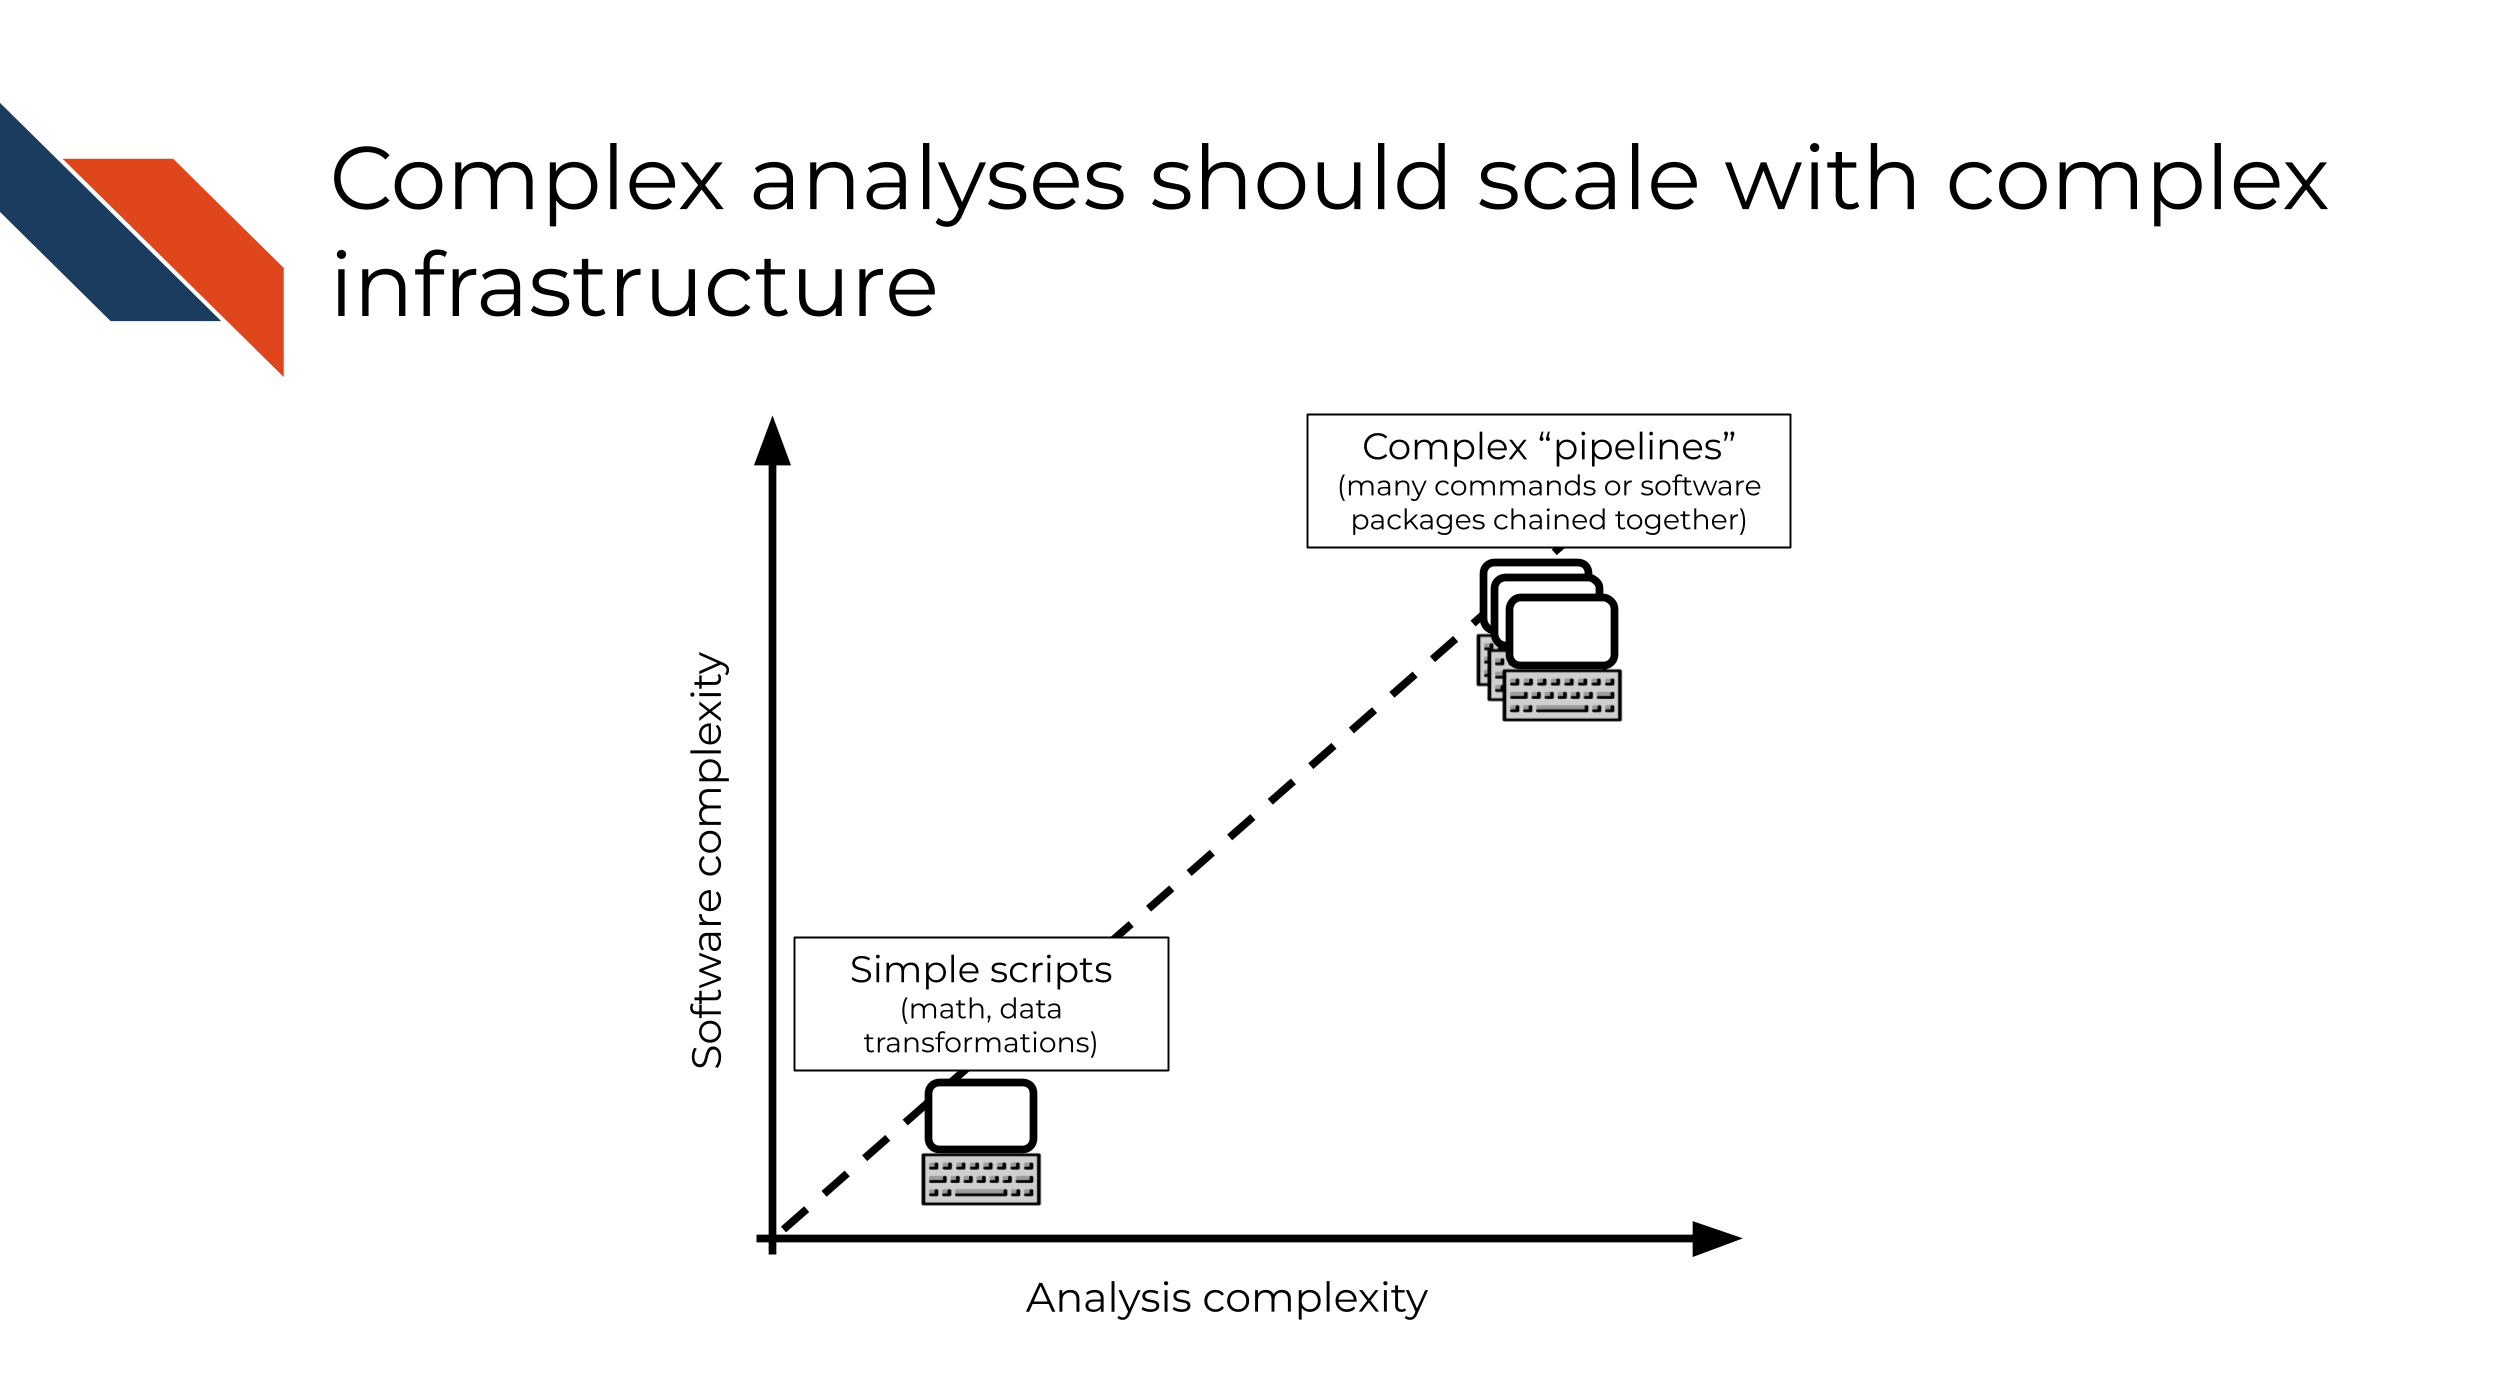 Complex analyses should scale with complex
infrastructure
Complex “pipelines”
(many commands or software
packages chained together)
Software complexity
Simple scripts
(math, data
transformations)
Analysis complexity